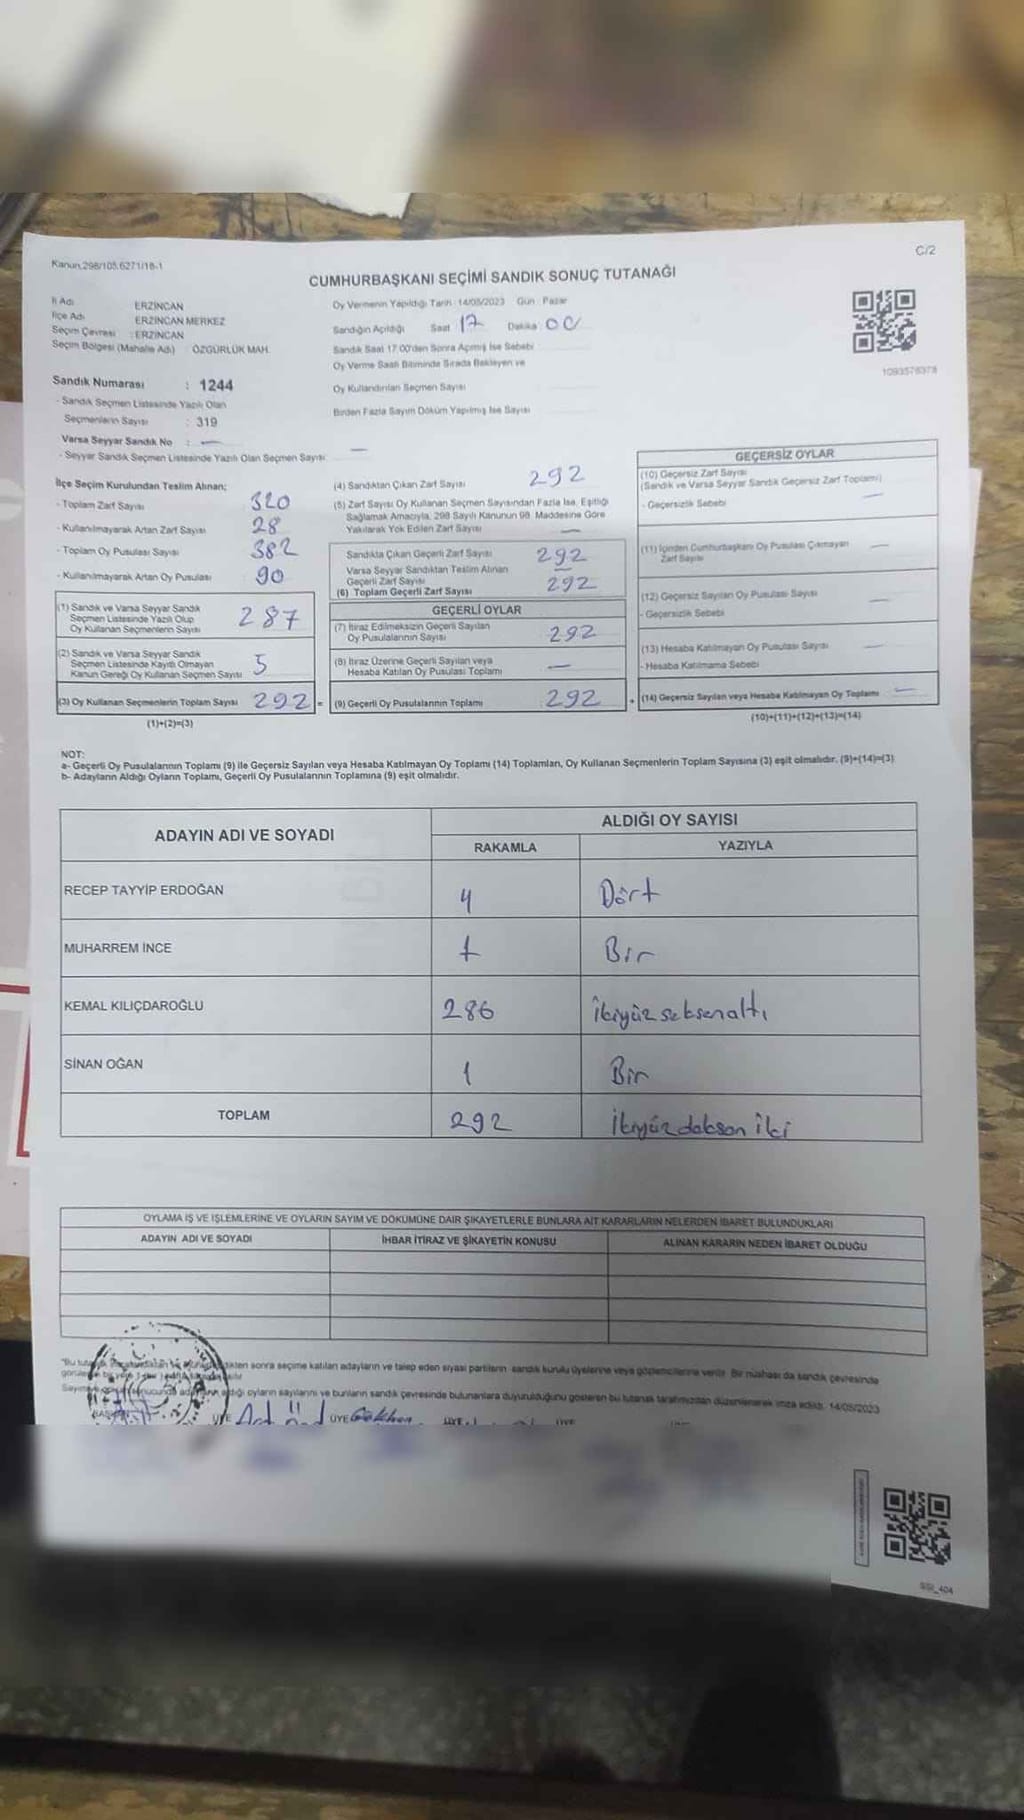 Kanun.298/105.6271/18-1
C/2
CUMHURBAŞKANI SEÇİMİ SANDIK SONUÇ TUTANAĞI
İl Adı ERZİNCAN
İlçe Adı ERZİNCAN MERKEZ
Seçim Çevresi : ERZİNCAN
Seçim Bölgesi (Mahalle Adı) : ÖZGÜRLÜK MAH.
Sandık Numarası : 1244
- Sandık Seçmen Listesinde Yazılı Olan
Seçmenlerin Sayısı : 319
Varsa Seyyar Sandık No : —
- Seyyar Sandık Seçmen Listesinde Yazılı Olan Seçmen Sayısı —
Oy Vermenin Yapıldığı Tarih : 14/05/2023 Gün : Pazar
Sandığın Açıldığı Saat 17 Dakika 00
Sandık Saat 17.00'den Sonra Açılmış İse Sebebi
Oy Verme Saati Bitiminde Sırada Bekleyen ve
Oy Kullandırılan Seçmen Sayısı
Birden Fazla Sayım Döküm Yapılmış İse Sayısı
1093578378
İlçe Seçim Kurulundan Teslim Alınan;
- Toplam Zarf Sayısı 320
- Kullanılmayarak Artan Zarf Sayısı 28
- Toplam Oy Pusulası Sayısı 382
- Kullanılmayarak Artan Oy Pusulası 90
(1) Sandık ve Varsa Seyyar Sandık
Seçmen Listesinde Yazılı Olup
Oy Kullanan Seçmenlerin Sayısı 287
(2) Sandık ve Varsa Seyyar Sandık
Seçmen Listesinde Kayıtlı Olmayan
Kanun Gereği Oy Kullanan Seçmen Sayısı 5
(3) Oy Kullanan Seçmenlerin Toplam Sayısı 292 =
(1)+(2)=(3)
(4) Sandıktan Çıkan Zarf Sayısı 292
(5) Zarf Sayısı Oy Kullanan Seçmen Sayısından Fazla İse, Eşitliği
Sağlamak Amacıyla, 298 Sayılı Kanunun 98. Maddesine Göre
Yakılarak Yok Edilen Zarf Sayısı —
Sandıkta Çıkan Geçerli Zarf Sayısı 292
Varsa Seyyar Sandıktan Teslim Alınan
Geçerli Zarf Sayısı —
(6) Toplam Geçerli Zarf Sayısı 292
GEÇERLİ OYLAR
(7) İtiraz Edilmeksizin Geçerli Sayılan
Oy Pusulalarının Sayısı 292
(8) İtiraz Üzerine Geçerli Sayılan veya
Hesaba Katılan Oy Pusulası Toplamı —
(9) Geçerli Oy Pusulalarının Toplamı 292 +
GEÇERSİZ OYLAR
(10) Geçersiz Zarf Sayısı
(Sandık ve Varsa Seyyar Sandık Geçersiz Zarf Toplamı) —
- Geçersizlik Sebebi
(11) İçinden Cumhurbaşkanı Oy Pusulası Çıkmayan
Zarf Sayısı —
(12) Geçersiz Sayılan Oy Pusulası Sayısı —
- Geçersizlik Sebebi
(13) Hesaba Katılmayan Oy Pusulası Sayısı —
- Hesaba Katılmama Sebebi
(14) Geçersiz Sayılan veya Hesaba Katılmayan Oy Toplamı —
(10)+(11)+(12)+(13)=(14)
NOT:
a- Geçerli Oy Pusulalarının Toplamı (9) ile Geçersiz Sayılan veya Hesaba Katılmayan Oy Toplamı (14) Toplamları, Oy Kullanan Seçmenlerin Toplam Sayısına (3) eşit olmalıdır. (9)+(14)=(3)
b- Adayların Aldığı Oyların Toplamı, Geçerli Oy Pusulalarının Toplamına (9) eşit olmalıdır.
ADAYIN ADI VE SOYADI
ALDIĞI OY SAYISI
RAKAMLA YAZIYLA
RECEP TAYYİP ERDOĞAN 4 Dört
MUHARREM İNCE 1 Bir
KEMAL KILIÇDAROĞLU 286 İkiyüz seksenaltı
SİNAN OĞAN 1 Bir
TOPLAM 292 İkiyüz doksan iki
OYLAMA İŞ VE İŞLEMLERİNE VE OYLARIN SAYIM VE DÖKÜMÜNE DAİR ŞİKAYETLERLE BUNLARA AİT KARARLARIN NELERDEN İBARET BULUNDUKLARI
ADAYIN ADI VE SOYADI İHBAR İTİRAZ VE ŞİKAYETİN KONUSU ALINAN KARARIN NEDEN İBARET OLDUĞU
sonra seçime katılan adayların ve talep eden siyasi partilerin sandık kurulu üyelerine veya gözlemcilerine verilir. Bir nüshası da sandık çevresinde
oyların sayılarını ve bunların sandık çevresinde bulunanlara duyurulduğunu gösteren bu tutanak tarafımızdan düzenlenerek imza edildi. 14/05/2023
ÜYE ÜYE ÜYE ÜYE
SSI_404